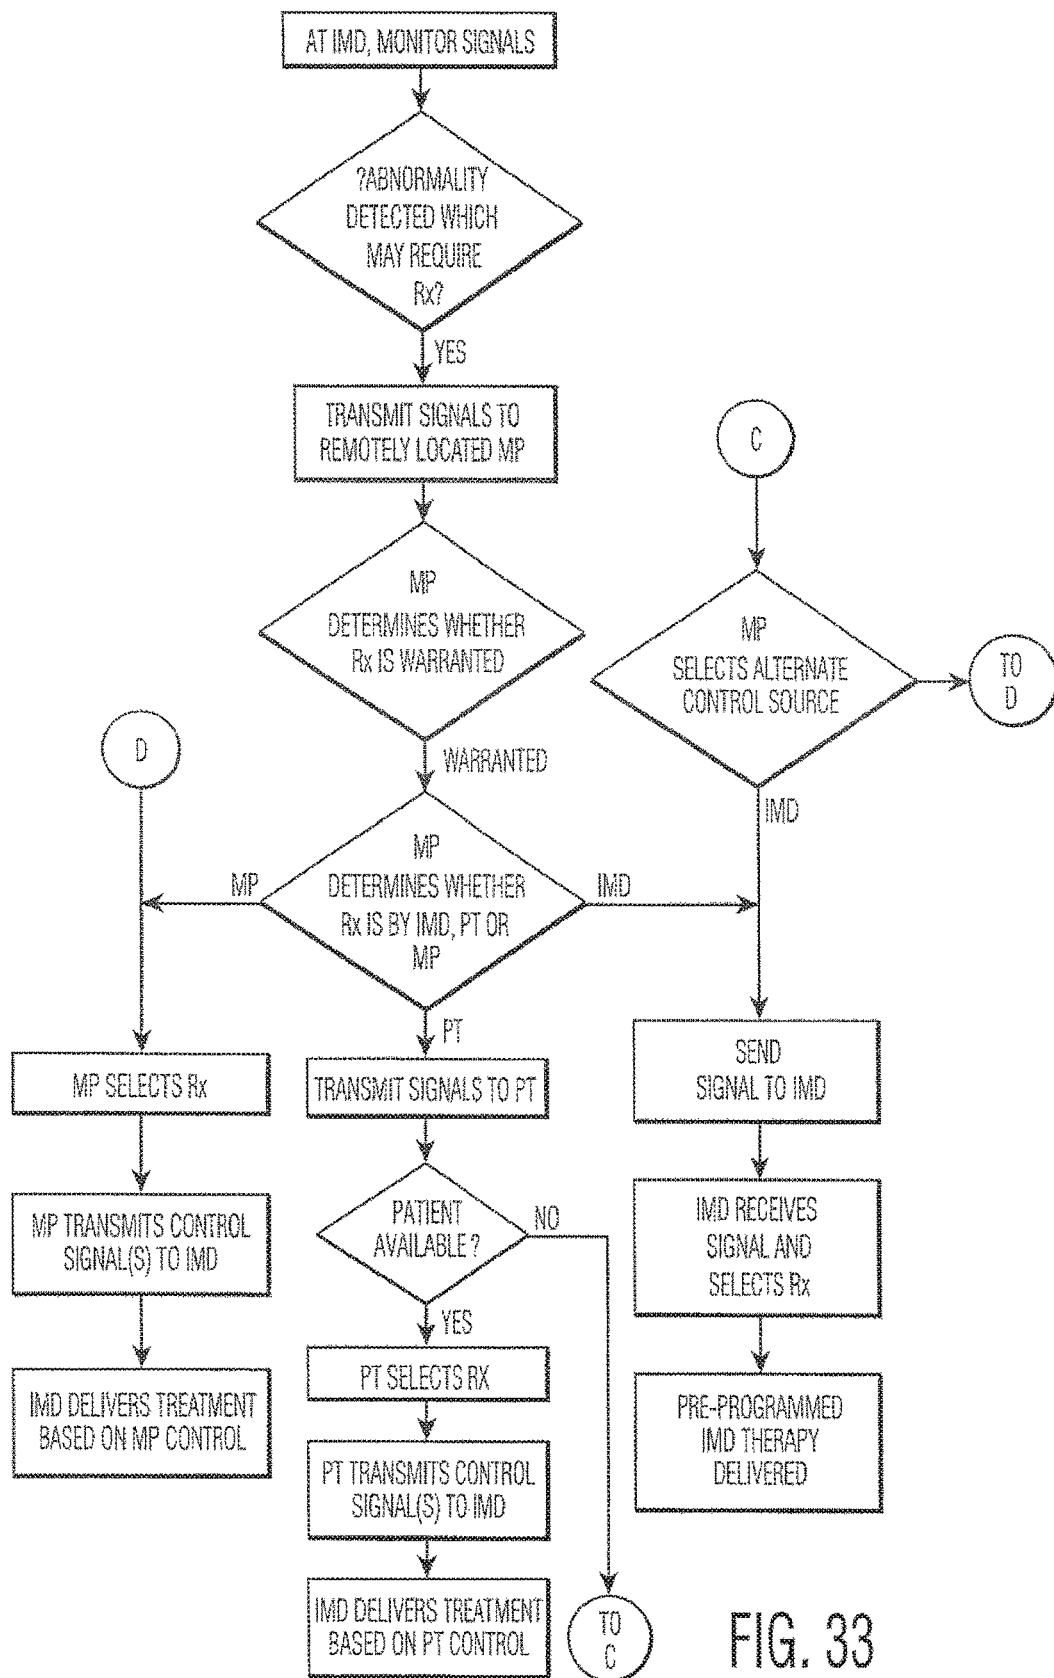 AT IMD, MONITOR SIGNALS
?ABNORMALITY
DETECTED WHICH
MAY REQUIRE
Rx?
YES
TRANSMIT SIGNALS TO
REMOTELY LOCATED MP
C
MP
DETERMINES WHETHER
Rx IS WARRANTED
MP
SELECTS ALTERNATE
CONTROL SOURCE
TO
D
D
WARRANTED
IMD
MP
DETERMINES WHETHER
Rx IS BY IMD, PT OR
MP
MP
IMD
PT
MP SELECTS Rx
TRANSMIT SIGNALS TO PT
SEND
SIGNAL TO IMD
MP TRANSMITS CONTROL
SIGNAL(S) TO IMD
PATIENT
AVAILABLE ?
NO
IMD RECEIVES
SIGNAL AND
SELECTS Rx
YES
IMD DELIVERS TREATMENT
BASED ON MP CONTROL
PT SELECTS RX
PRE-PROGRAMMED
IMD THERAPY
DELIVERED
PT TRANSMITS CONTROL
SIGNAL(S) TO IMD
IMD DELIVERS TREATMENT
BASED ON PT CONTROL
TO
C
FIG. 33